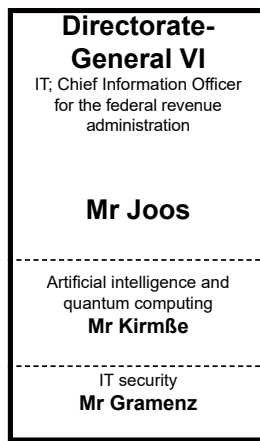 Directorate-
General VI
IT; Chief Information Officer
for the federal revenue
administration
Mr Joos
Artificial intelligence and
quantum computing
Mr Kirmße
IT security
Mr Gramenz